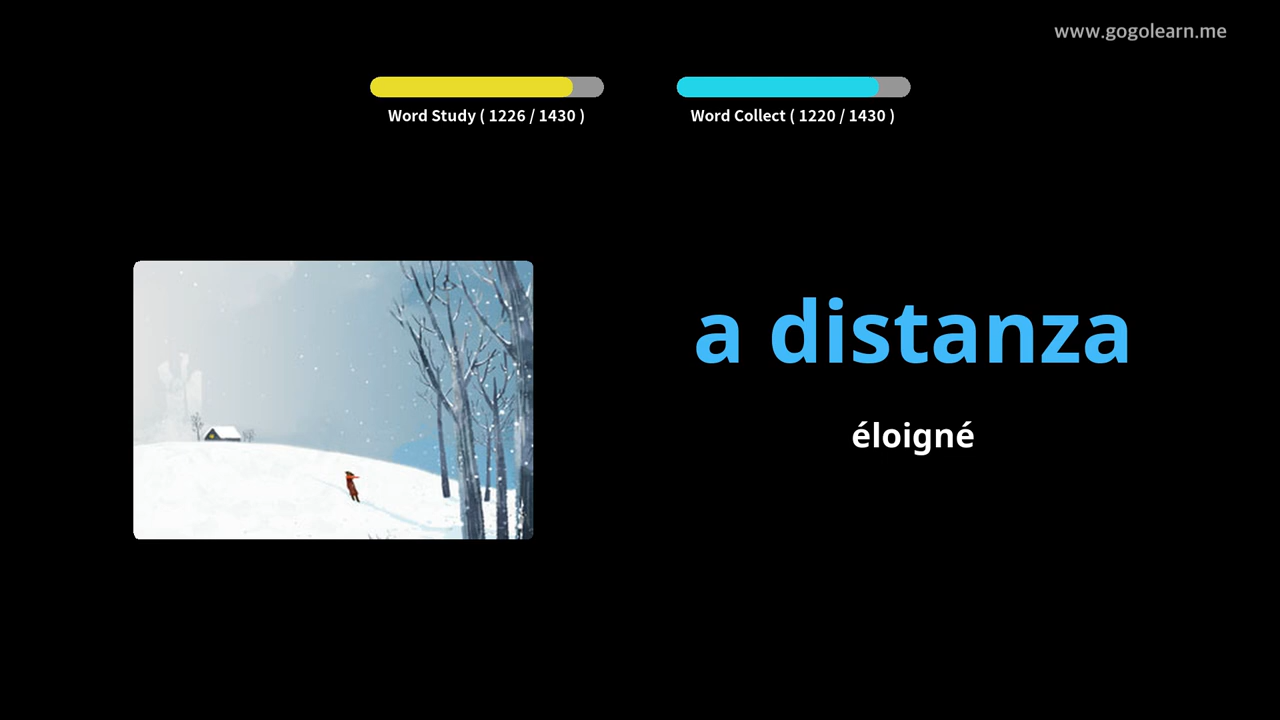 www.gogolearn.me
Word Study ( 1226 / 1430 )
Word Collect ( 1220 / 1430 )
a distanza
éloigné